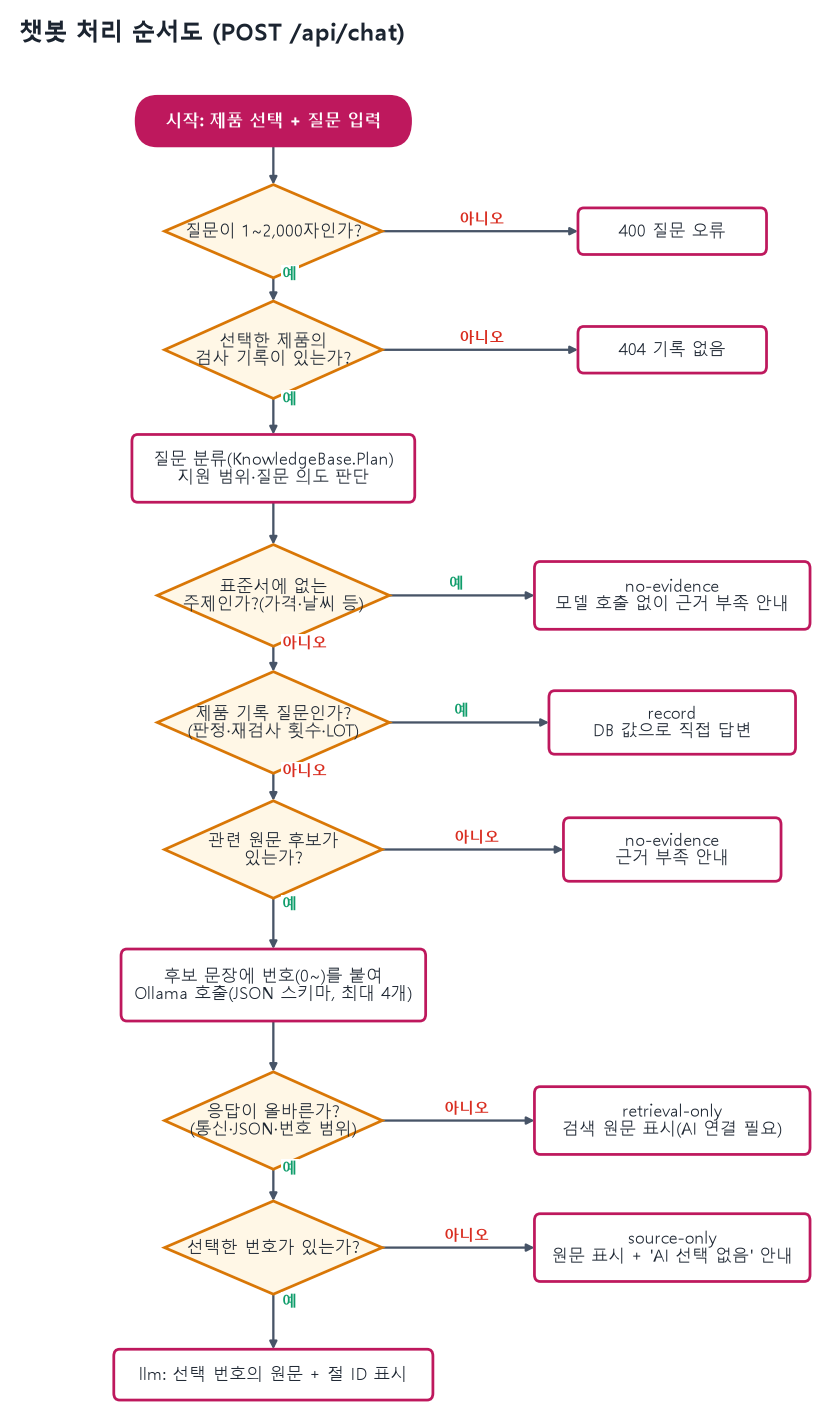 챗봇 처리 순서도 (POST /api/chat)
시작: 제품 선택 + 질문 입력
질문이 1~2,000자인가?
아니오
400 질문 오류
예
선택한 제품의
검사 기록이 있는가?
아니오
404 기록 없음
예
질문 분류(KnowledgeBase.Plan)
지원 범위·질문 의도 판단
표준서에 없는
주제인가?(가격·날씨 등)
예
no-evidence
모델 호출 없이 근거 부족 안내
아니오
제품 기록 질문인가?
(판정·재검사 횟수·LOT)
예
record
DB 값으로 직접 답변
아니오
관련 원문 후보가
있는가?
아니오
no-evidence
근거 부족 안내
예
후보 문장에 번호(0~)를 붙여
Ollama 호출(JSON 스키마, 최대 4개)
응답이 올바른가?
(통신·JSON·번호 범위)
아니오
retrieval-only
검색 원문 표시(AI 연결 필요)
예
선택한 번호가 있는가?
아니오
source-only
원문 표시 + 'AI 선택 없음' 안내
예
llm: 선택 번호의 원문 + 절 ID 표시